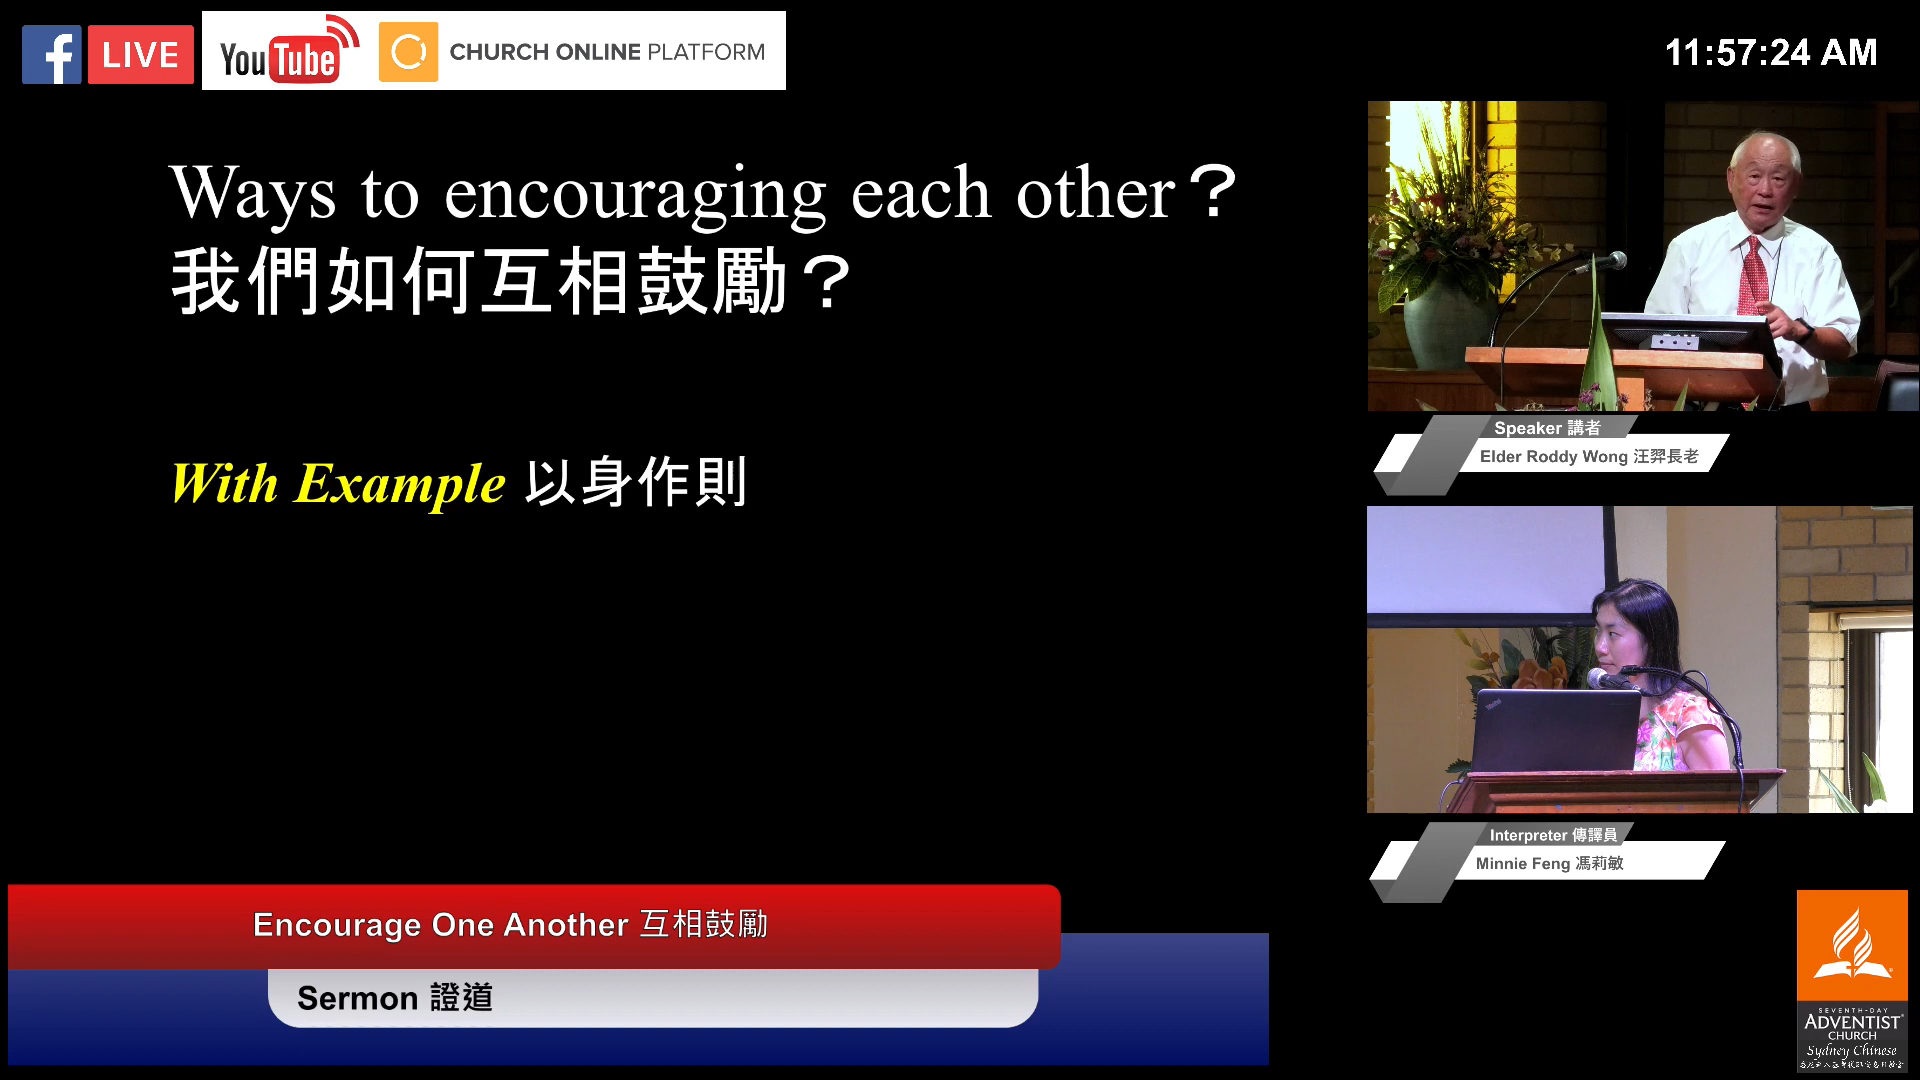 f LIVE YouTube CHURCH ONLINE PLATFORM
11:57:24 AM
Ways to encouraging each other？
我們如何互相鼓勵？
With Example 以身作則
Speaker 講者
Elder Roddy Wong 汪羿長老
Interpreter 傳譯員
Minnie Feng 馮莉敏
Encourage One Another 互相鼓勵
Sermon 證道
SEVENTH-DAY
ADVENTIST
CHURCH
Sydney Chinese